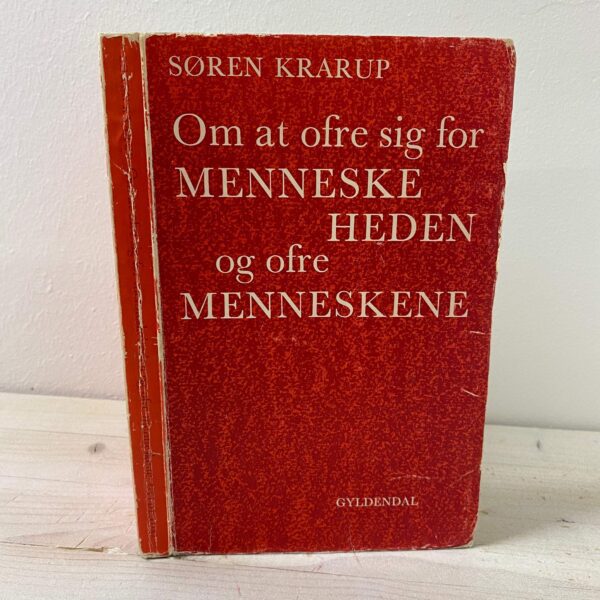 SØREN KRARUP
Om at ofre sig for
MENNESKE
HEDEN
og ofre
MENNESKENE
GYLDENDAL